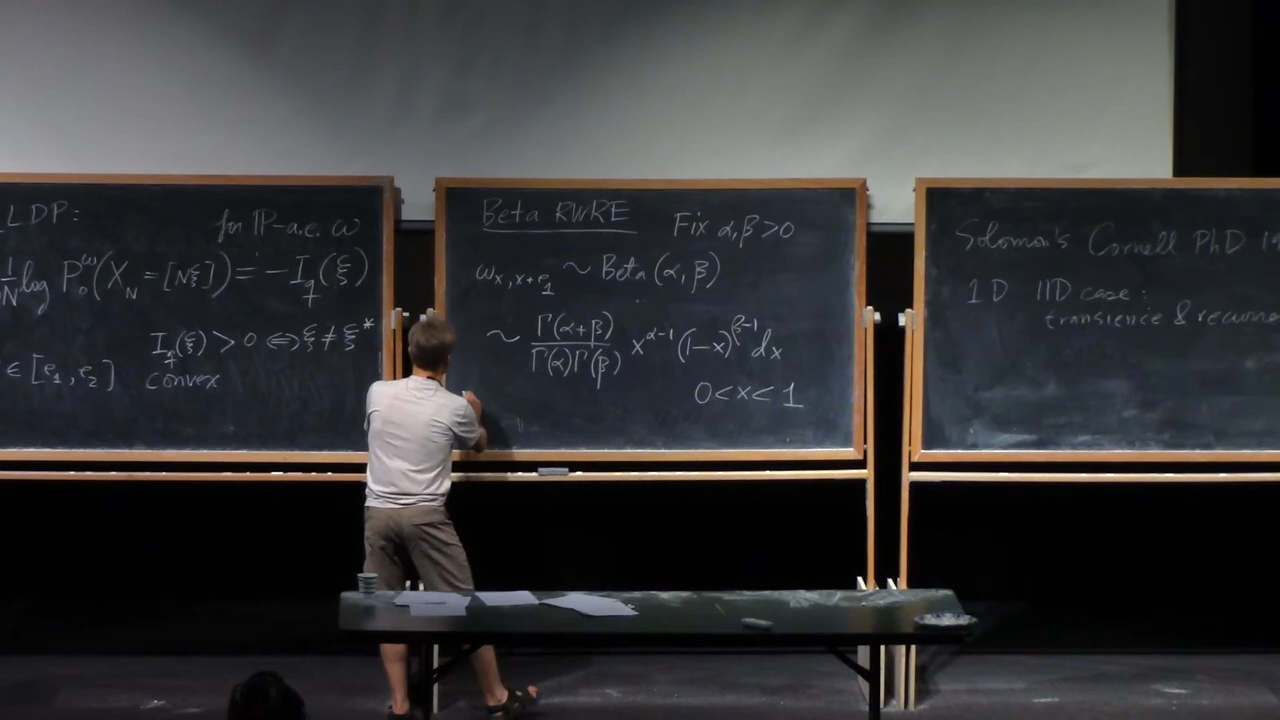 LDP: for P-a.e. ω
1/N log P₀^ω(X_N = [Nξ]) = -I_q(ξ)
I_q(ξ) > 0 ⇔ ξ ≠ ξ*
∈ [e₁, e₂] convex
Beta RWRE Fix α, β > 0
ω_{x, x+e₁} ~ Beta(α, β)
~ Γ(α+β)/Γ(α)Γ(β) x^{α-1} (1-x)^{β-1} dx
0 < x < 1
Solomon's Cornell PhD
1D IID case:
transience &